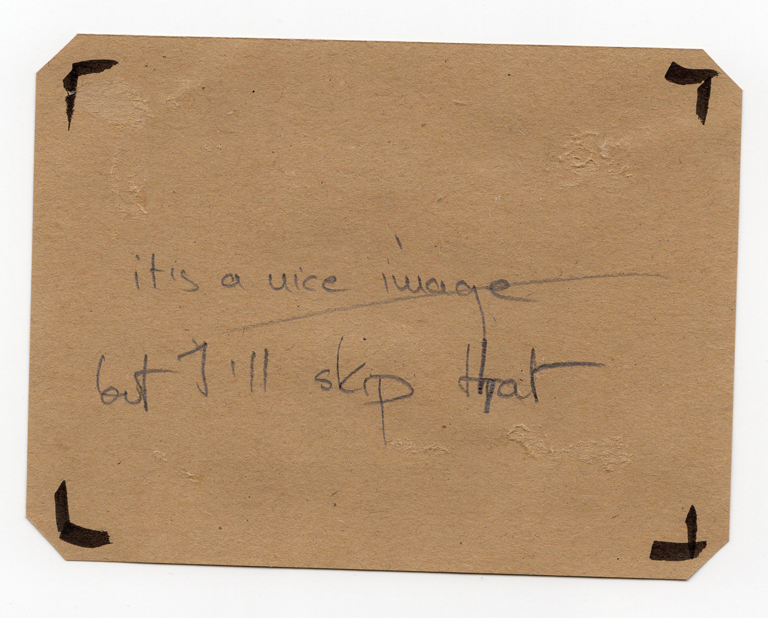 it's a nice image
but I'll skip that